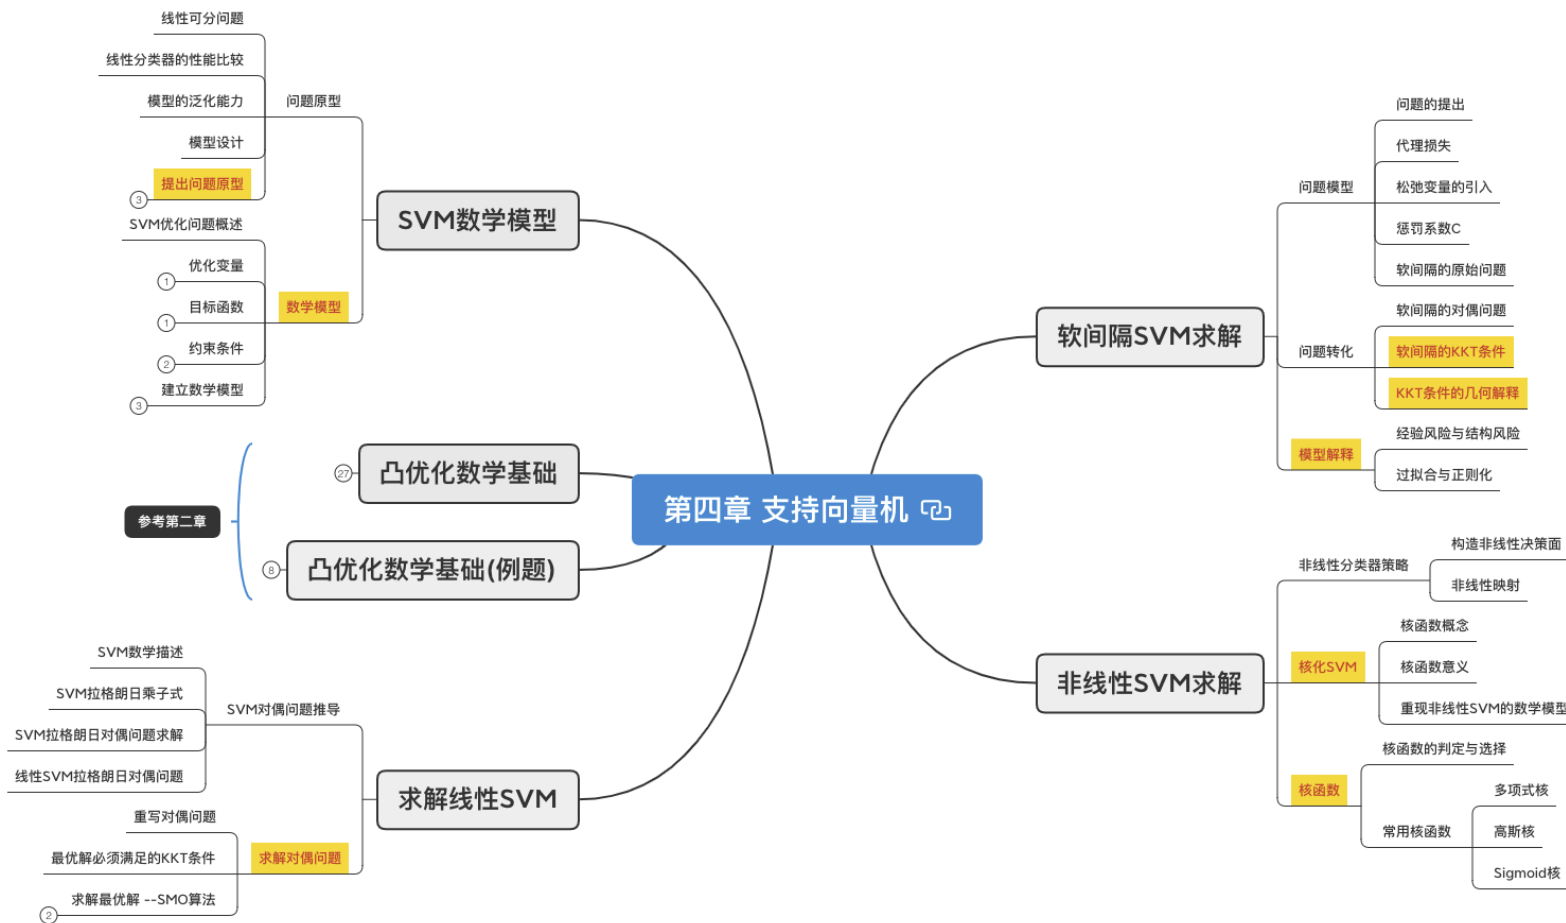 第四章 支持向量机
SVM数学模型
问题原型
线性可分问题
线性分类器的性能比较
模型的泛化能力
模型设计
提出问题原型
3
数学模型
SVM优化问题概述
优化变量
1
目标函数
1
约束条件
2
建立数学模型
3
凸优化数学基础
27
凸优化数学基础(例题)
8
参考第二章
求解线性SVM
SVM对偶问题推导
SVM数学描述
SVM拉格朗日乘子式
SVM拉格朗日对偶问题求解
线性SVM拉格朗日对偶问题
求解对偶问题
重写对偶问题
最优解必须满足的KKT条件
求解最优解 --SMO算法
2
软间隔SVM求解
问题模型
问题的提出
代理损失
松弛变量的引入
惩罚系数C
软间隔的原始问题
问题转化
软间隔的对偶问题
软间隔的KKT条件
KKT条件的几何解释
模型解释
经验风险与结构风险
过拟合与正则化
非线性SVM求解
非线性分类器策略
构造非线性决策面
非线性映射
核化SVM
核函数概念
核函数意义
重现非线性SVM的数学模型
核函数
核函数的判定与选择
常用核函数
多项式核
高斯核
Sigmoid核